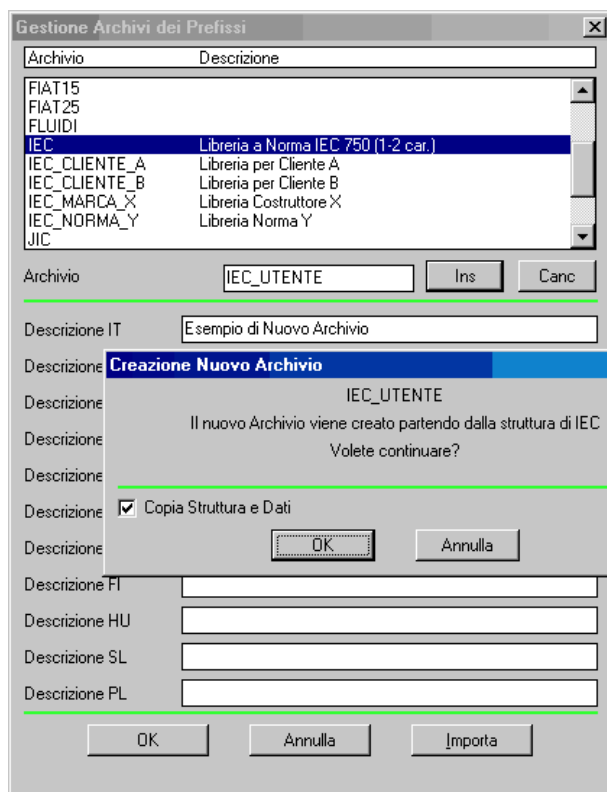 Gestione Archivi dei Prefissi
Archivio Descrizione
FIAT15
FIAT25
FLUIDI
IEC Libreria a Norma IEC 750 (1-2 car.)
IEC_CLIENTE_A Libreria per Cliente A
IEC_CLIENTE_B Libreria per Cliente B
IEC_MARCA_X Libreria Costruttore X
IEC_NORMA_Y Libreria Norma Y
JIC
Archivio IEC_UTENTE Ins Canc
Descrizione IT Esempio di Nuovo Archivio
Descrizione
Creazione Nuovo Archivio
IEC_UTENTE
Descrizione
Il nuovo Archivio viene creato partendo dalla struttura di IEC
Descrizione
Volete continuare?
Descrizione
Descrizione
Copia Struttura e Dati
Descrizione
OK Annulla
Descrizione FI
Descrizione HU
Descrizione SL
Descrizione PL
OK Annulla Importa